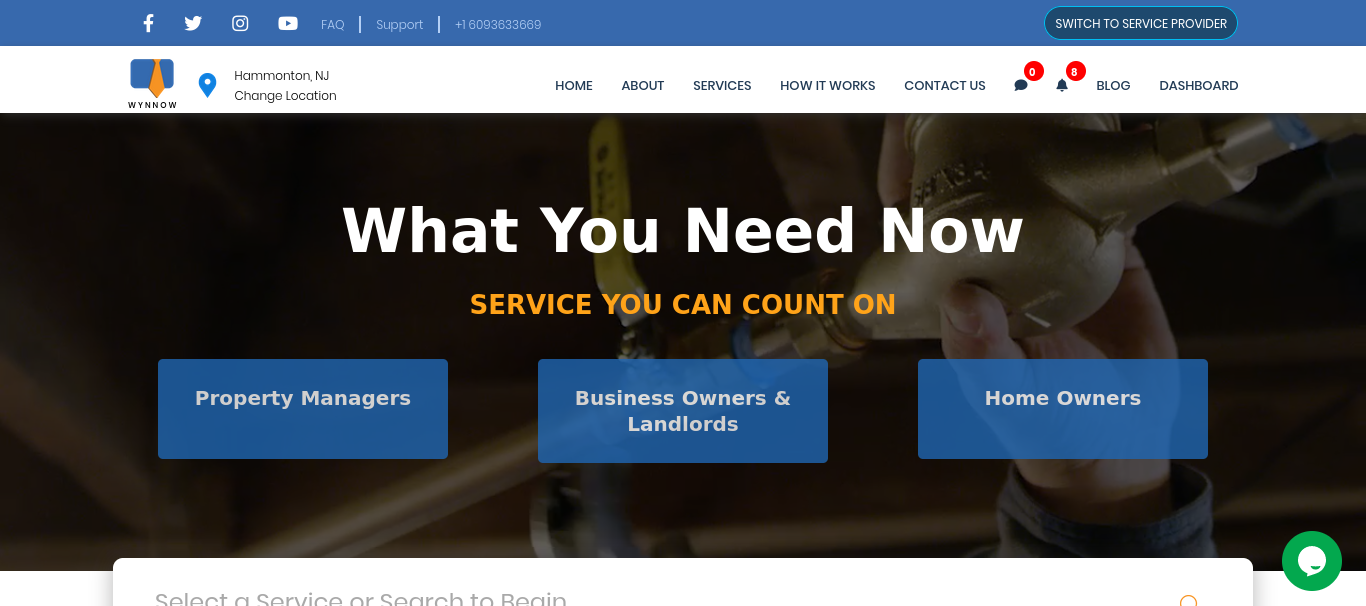 FAQ
Support
+1 6093633669
SWITCH TO SERVICE PROVIDER
WYNNOW
Hammonton, NJ
Change Location
HOME
ABOUT
SERVICES
HOW IT WORKS
CONTACT US
0
8
BLOG
DASHBOARD
What You Need Now
SERVICE YOU CAN COUNT ON
Property Managers
Business Owners &
Landlords
Home Owners
Select a Service or Search to Begin